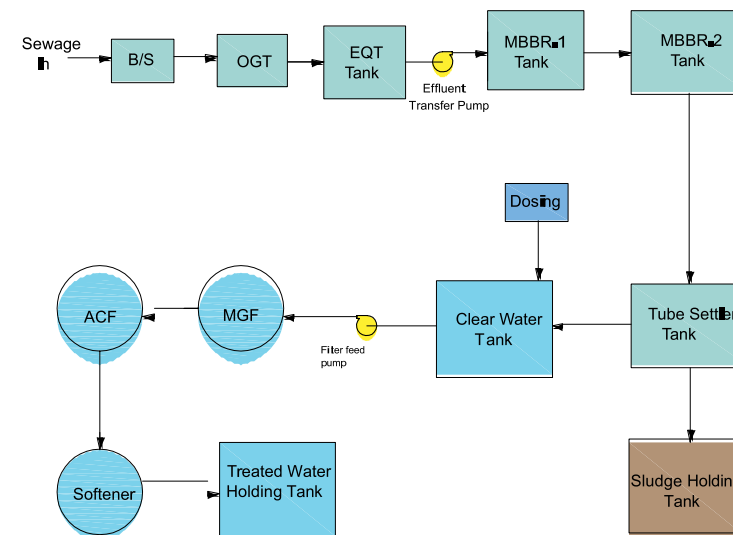 Sewage
In
B/S
OGT
EQT
Tank
Effluent
Transfer Pump
MBBR-1
Tank
MBBR-2
Tank
Dosing
ACF
MGF
Filter feed
pump
Clear Water
Tank
Tube Settler
Tank
Softener
Treated Water
Holding Tank
Sludge Holdin
Tank